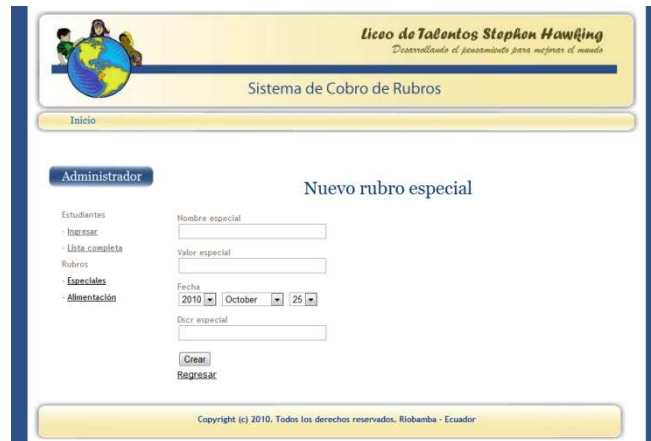 Liceo de Talentos Stephen Hawking
Desarrollando el pensamiento para mejorar el mundo
Sistema de Cobro de Rubros
Inicio
Administrador
Nuevo rubro especial
Estudiantes
- Ingresar
- Lista completa
Rubros
- Especiales
- Alimentación
Nombre especial
Valor especial
Fecha
2010 October 25
Dscr especial
Crear
Regresar
Copyright (c) 2010. Todos los derechos reservados. Riobamba - Ecuador